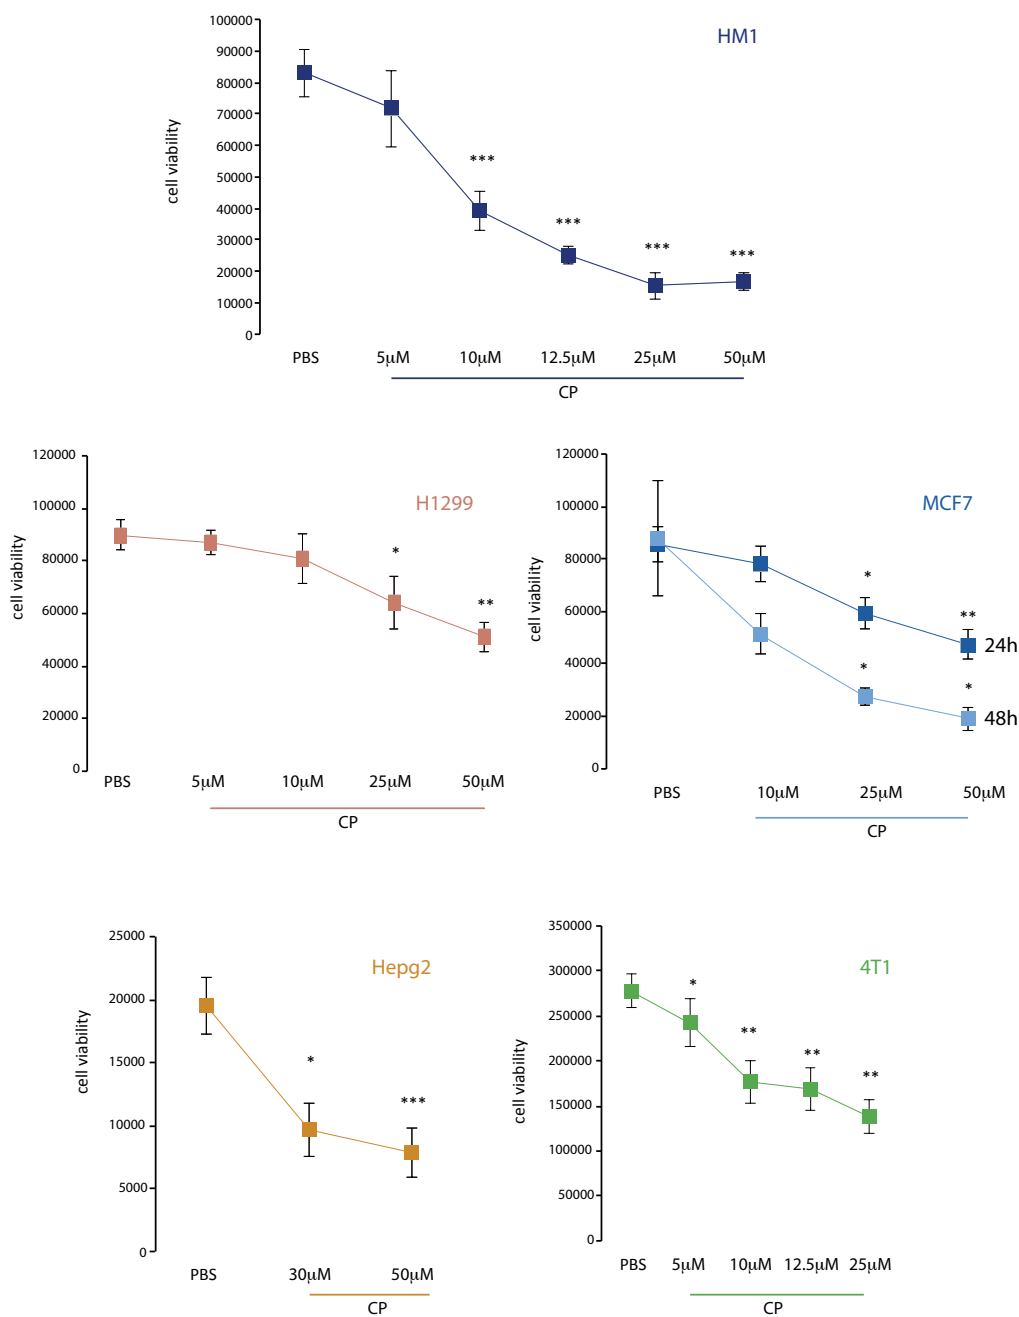 HM1
cell viability
100000
90000
80000
70000
60000
50000
40000
30000
20000
10000
0
***
***
***
***
PBS 5µM 10µM 12.5µM 25µM 50µM
CP
H1299
cell viability
120000
100000
80000
60000
40000
20000
0
*
**
PBS 5µM 10µM 25µM 50µM
CP
MCF7
cell viability
120000
100000
80000
60000
40000
20000
0
*
**
24h
*
*
48h
PBS 10µM 25µM 50µM
CP
Hepg2
cell viability
25000
20000
15000
10000
5000
0
*
***
PBS 30µM 50µM
CP
4T1
cell viability
350000
300000
250000
200000
150000
100000
50000
0
*
**
**
**
PBS 5µM 10µM 12.5µM 25µM
CP